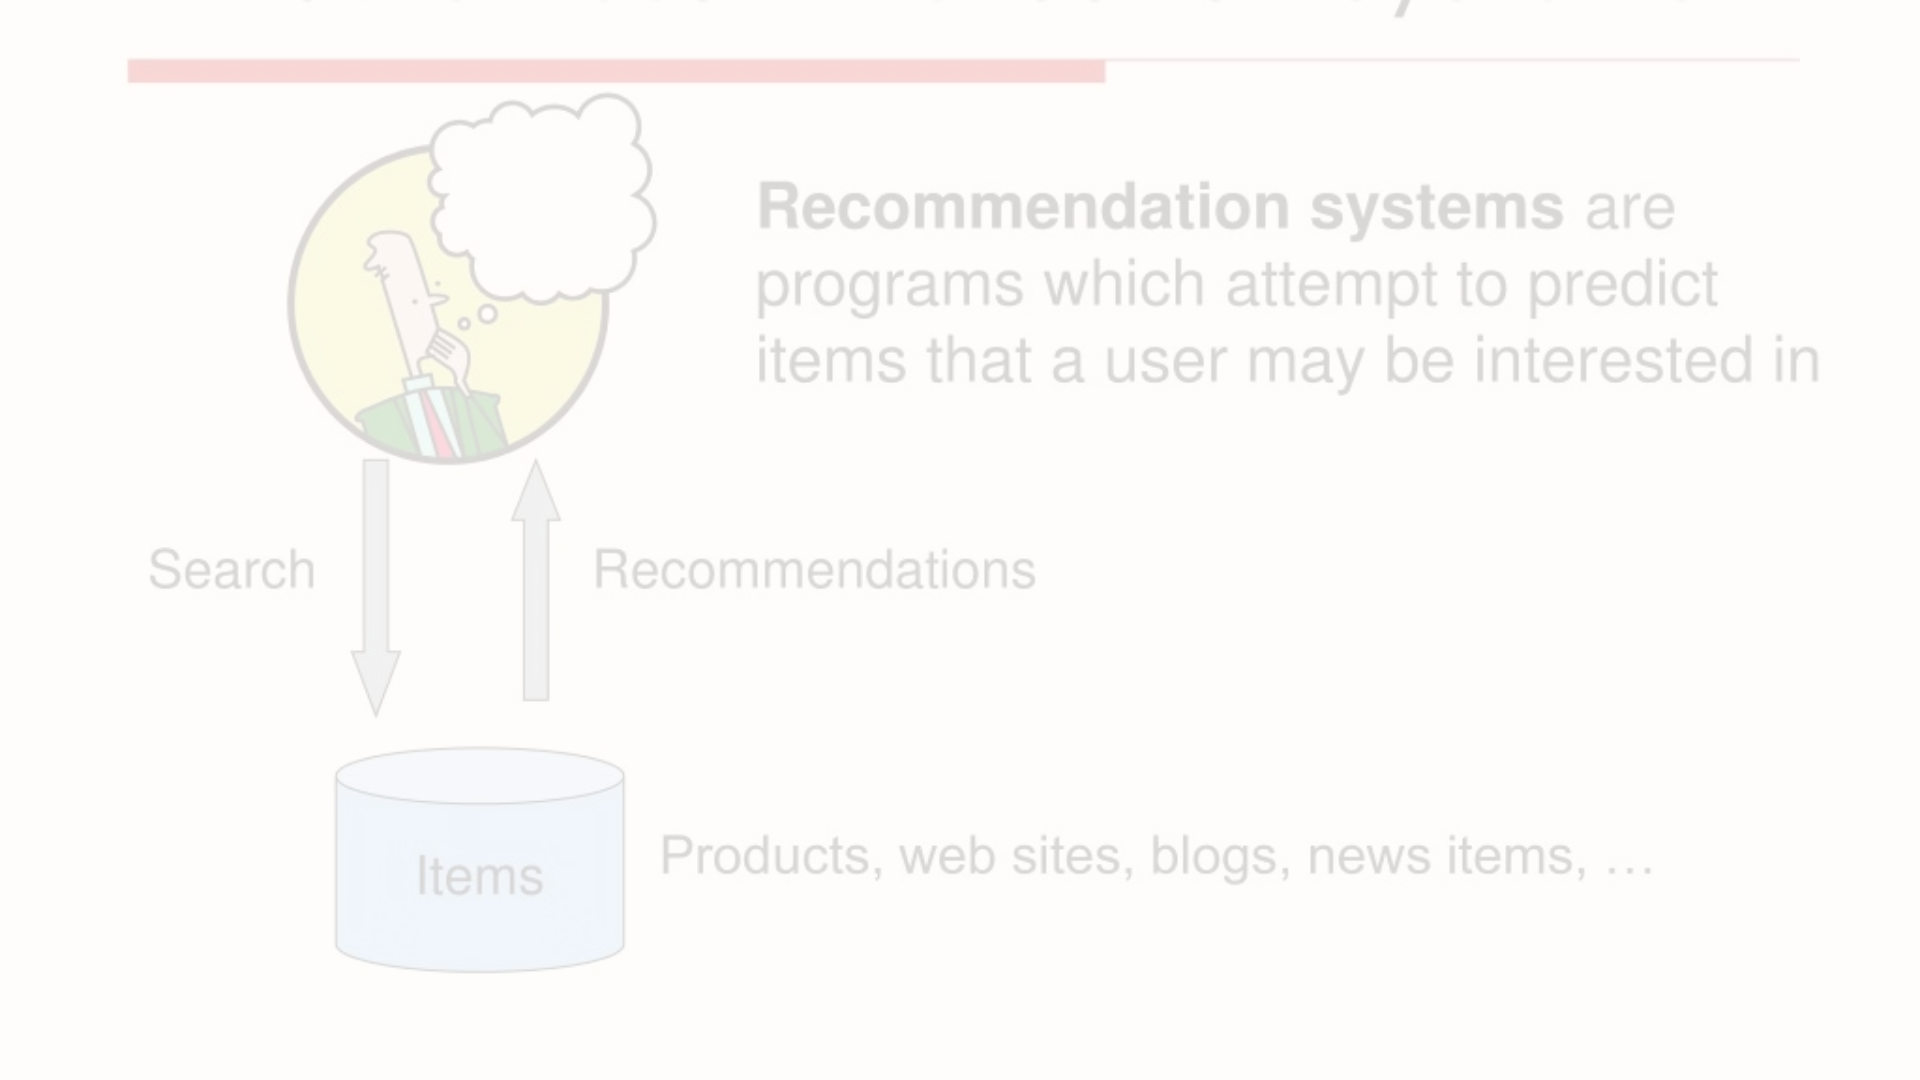 Recommendation systems are
programs which attempt to predict
items that a user may be interested in
Search
Recommendations
Items
Products, web sites, blogs, news items, …